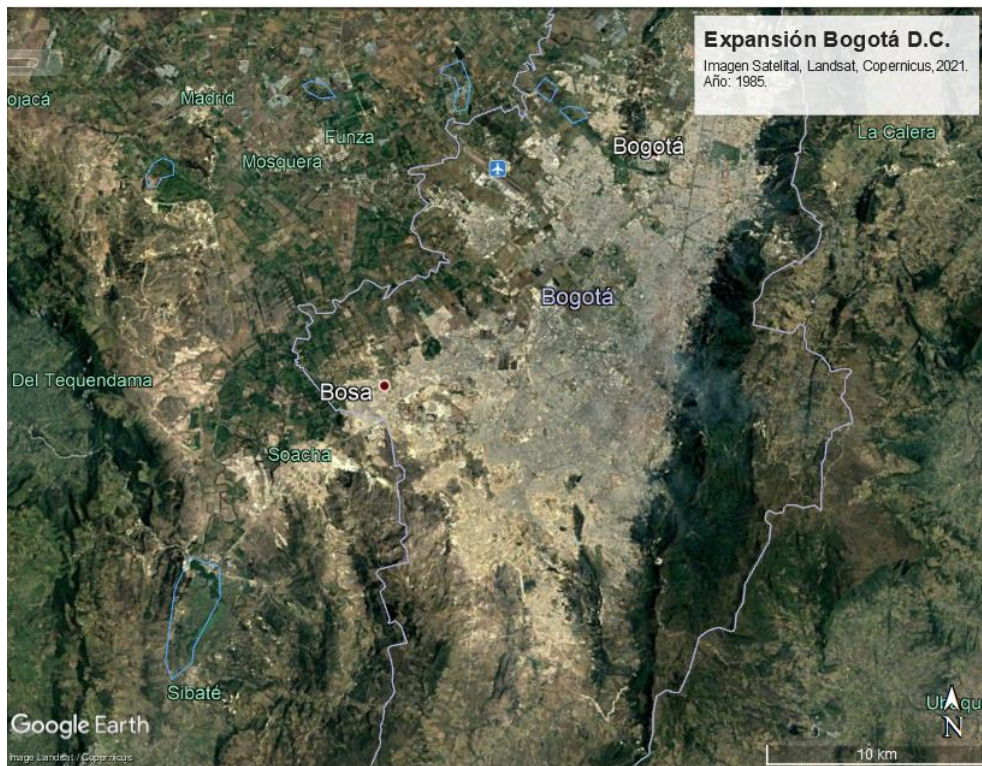 Expansión Bogotá D.C.
Imagen Satelital, Landsat, Copernicus, 2021.
Año: 1985.
ojacá
Madrid
Funza
Mosquera
Bogotá
La Calera
Bogotá
Del Tequendama
Bosa
Soacha
Sibaté
Google Earth
Image Landsat / Copernicus
N
10 km